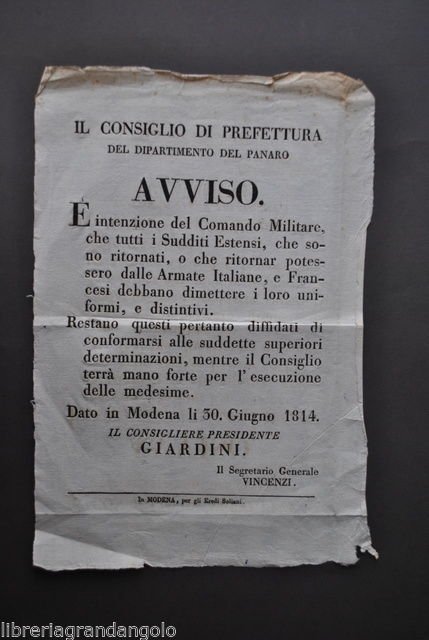 IL CONSIGLIO DI PREFETTURA
DEL DIPARTIMENTO DEL PANARO
AVVISO.
È intenzione del Comando Militare,
che tutti i Sudditi Estensi, che so-
no ritornati, o che ritornar potes-
sero dalle Armate Italiane, e Fran-
cesi debbano dimettere i loro uni-
formi, e distintivi.
Restano questi pertanto diffidati di
conformarsi alle suddette superiori
determinazioni, mentre il Consiglio
terrà mano forte per l'esecuzione
delle medesime.
Dato in Modena li 30. Giugno 1814.
IL CONSIGLIERE PRESIDENTE
GIARDINI.
Il Segretario Generale
VINCENZI.
In MODENA, per gli Eredi Soliani.
libreriagrandangolo